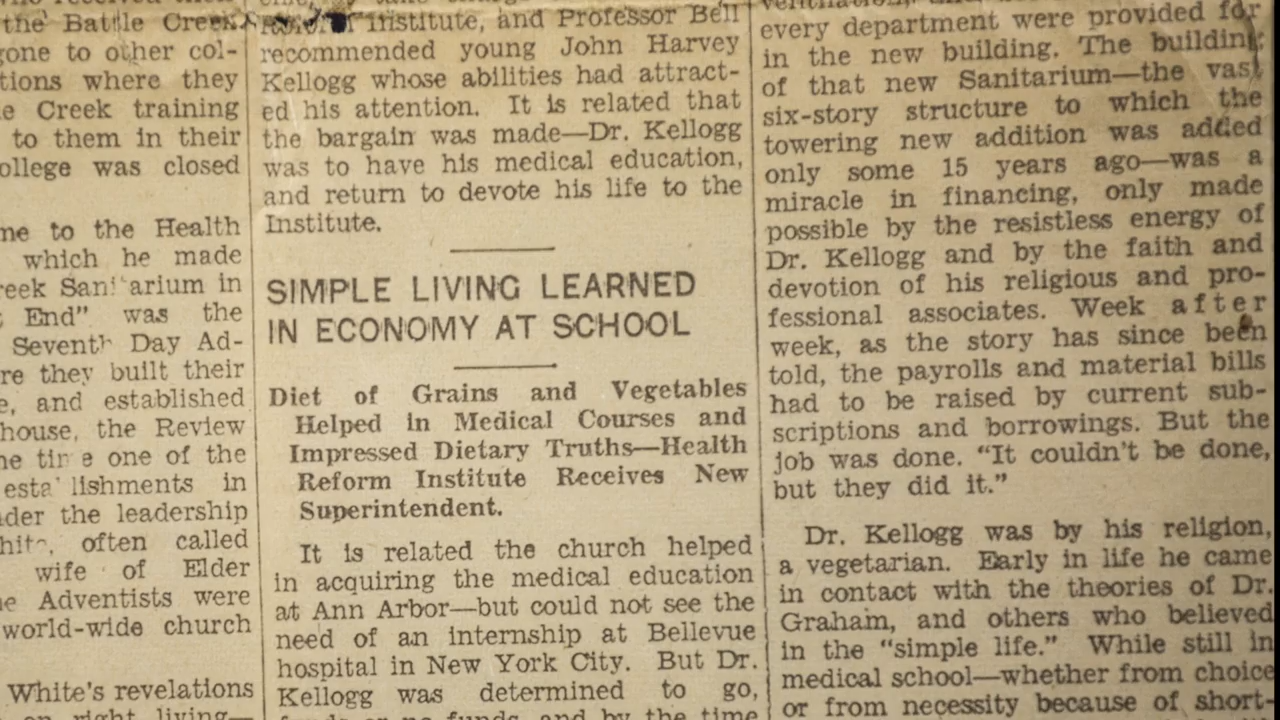 the Battle Creek
gone to other col-
tions where they
Creek training
to them in their
ollege was closed
me to the Health
which he made
reek Sanitarium in
End" was the
Seventh Day Ad-
re they built their
e, and established
house, the Review
he time one of the
establishments in
der the leadership
often called
wife of Elder
Adventists were
world-wide church
White's revelations
on right living—
Institute, and Professor Bell
recommended young John Harvey
Kellogg whose abilities had attract-
ed his attention. It is related that
the bargain was made—Dr. Kellogg
was to have his medical education,
and return to devote his life to the
Institute.
SIMPLE LIVING LEARNED
IN ECONOMY AT SCHOOL
Diet of Grains and Vegetables
Helped in Medical Courses and
Impressed Dietary Truths—Health
Reform Institute Receives New
Superintendent.
It is related the church helped
in acquiring the medical education
at Ann Arbor—but could not see the
need of an internship at Bellevue
hospital in New York City. But Dr.
Kellogg was determined to go,
funds or no funds, and by the time
every department were provided for
in the new building. The building
of that new Sanitarium—the vast
six-story structure to which the
towering new addition was added
only some 15 years ago—was a
miracle in financing, only made
possible by the resistless energy of
Dr. Kellogg and by the faith and
devotion of his religious and pro-
fessional associates. Week after
week, as the story has since been
told, the payrolls and material bills
had to be raised by current sub-
scriptions and borrowings. But the
job was done. "It couldn't be done,
but they did it."
Dr. Kellogg was by his religion,
a vegetarian. Early in life he came
in contact with the theories of Dr.
Graham, and others who believed
in the "simple life." While still in
medical school—whether from choice
or from necessity because of short-